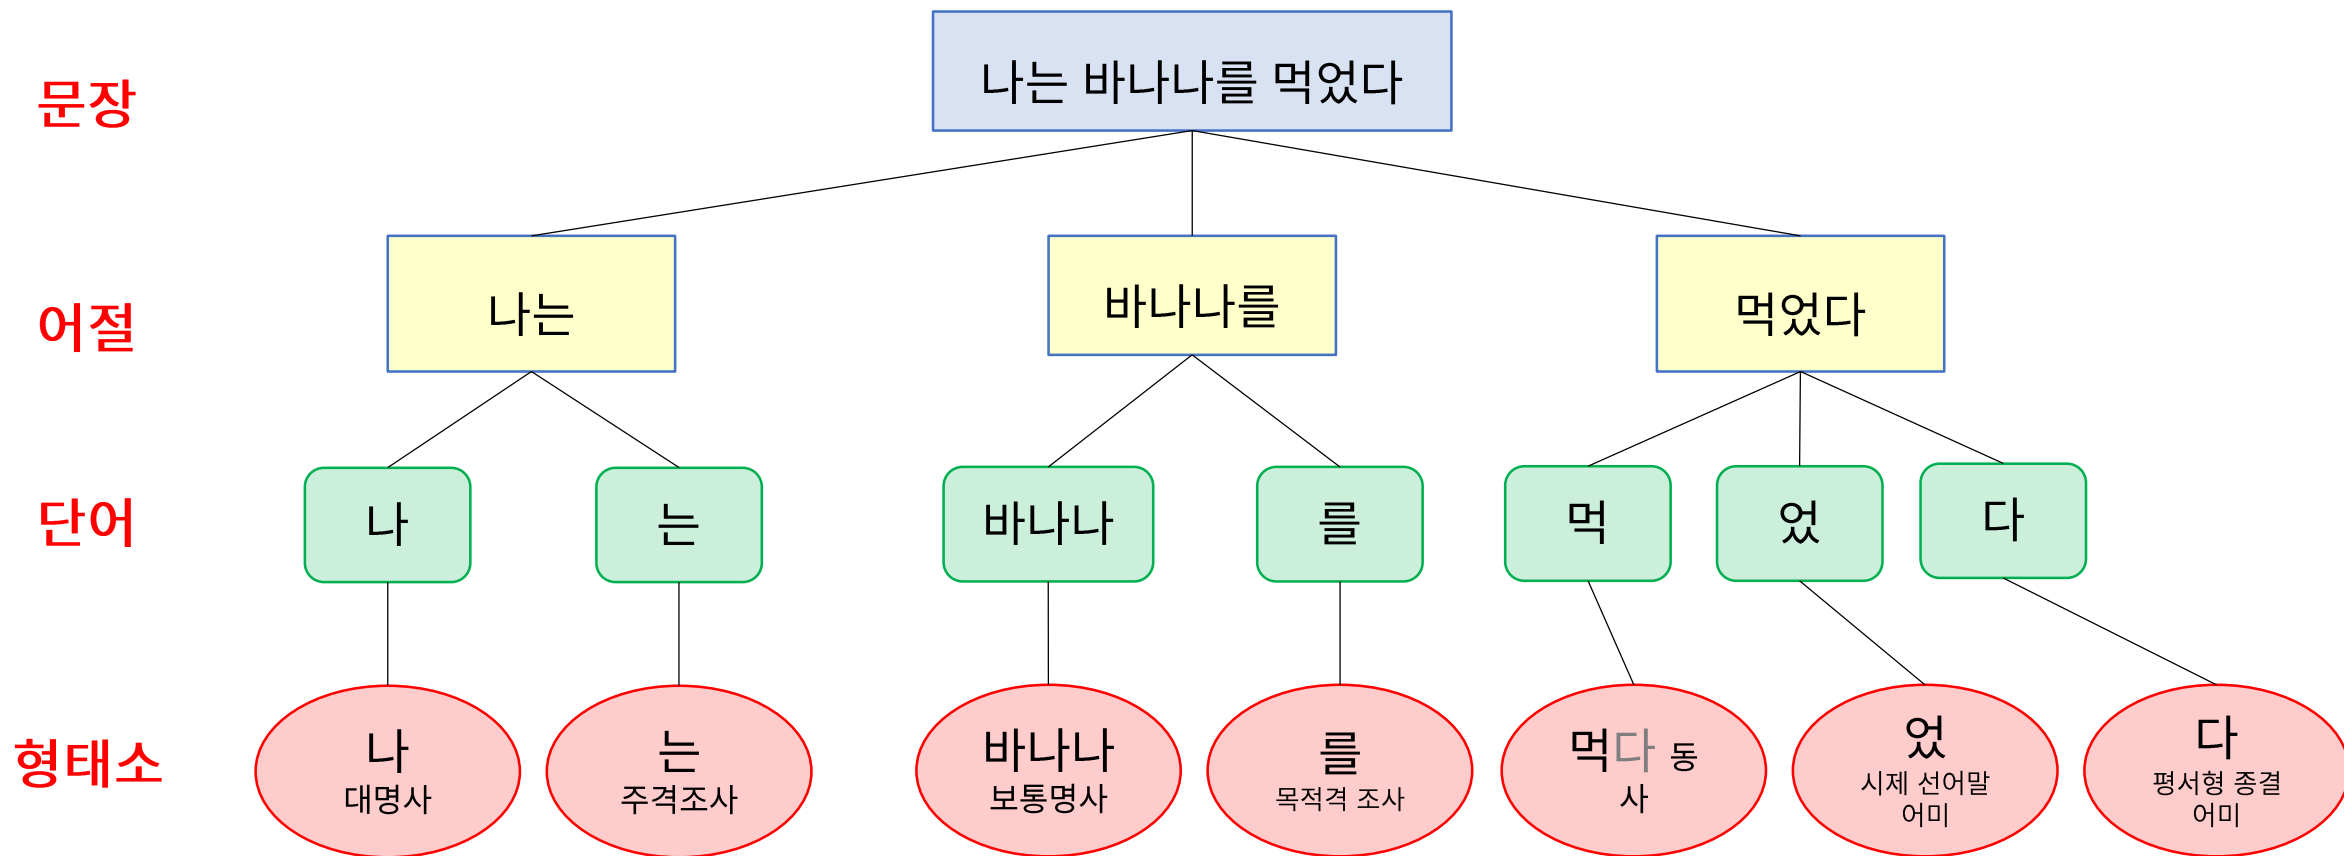 문장
나는 바나나를 먹었다
어절
나는
바나나를
먹었다
단어
나
는
바나나
를
먹
었
다
형태소
나
대명사
는
주격조사
바나나
보통명사
를
목적격 조사
먹다 동
사
었
시제 선어말
어미
다
평서형 종결
어미